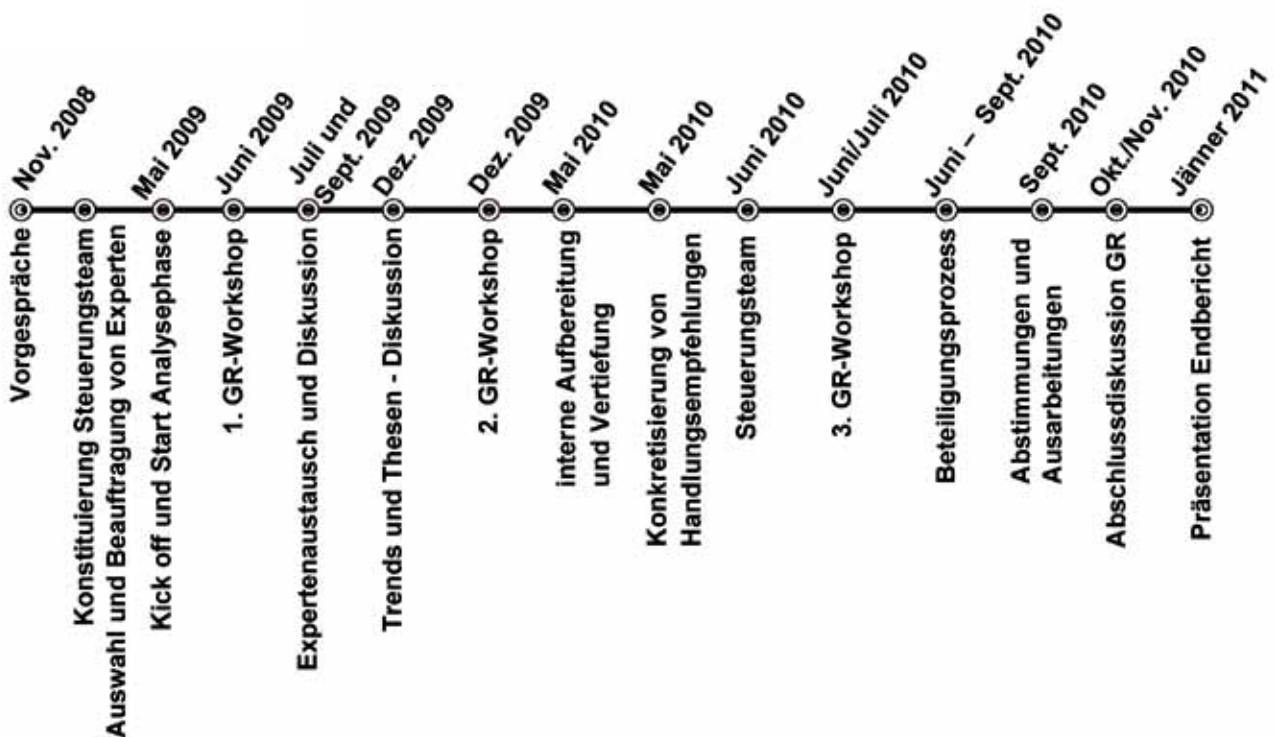 Nov. 2008
Vorgespräche
Konstituierung Steuerungsteam
Auswahl und Beauftragung von Experten
Mai 2009
Kick off und Start Analysephase
Juni 2009
1. GR-Workshop
Juli und
Sept. 2009
Expertenaustausch und Diskussion
Dez. 2009
Trends und Thesen - Diskussion
Dez. 2009
2. GR-Workshop
Mai 2010
interne Aufbereitung
und Vertiefung
Mai 2010
Konkretisierung von
Handlungsempfehlungen
Juni 2010
Steuerungsteam
Juni/Juli 2010
3. GR-Workshop
Juni – Sept. 2010
Beteiligungsprozess
Sept. 2010
Abstimmungen und
Ausarbeitungen
Okt./Nov. 2010
Abschlussdiskussion GR
Jänner 2011
Präsentation Endbericht